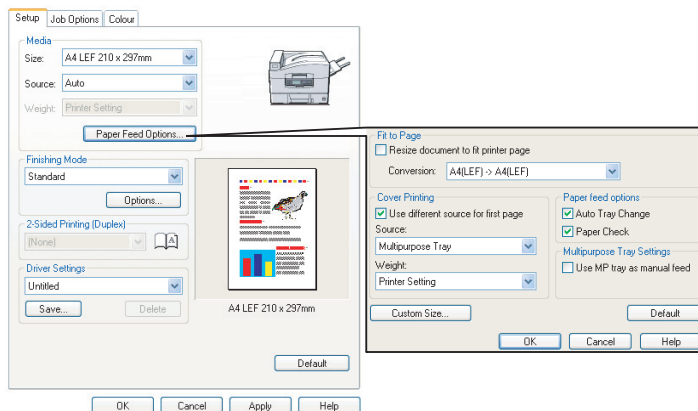 Setup Job Options Colour
Media
Size: A4 LEF 210 x 297mm
Source: Auto
Weight: Printer Setting
Paper Feed Options...
Finishing Mode
Standard
Options...
2-Sided Printing (Duplex)
(None)
A
Driver Settings
Untitled
Save... Delete
A4 LEF 210 x 297mm
Default
OK Cancel Apply Help
Fit to Page
Resize document to fit printer page
Conversion: A4(LEF) -> A4(LEF)
Cover Printing
Use different source for first page
Source:
Multipurpose Tray
Weight:
Printer Setting
Paper feed options
Auto Tray Change
Paper Check
Multipurpose Tray Settings
Use MP tray as manual feed
Custom Size... Default
OK Cancel Help